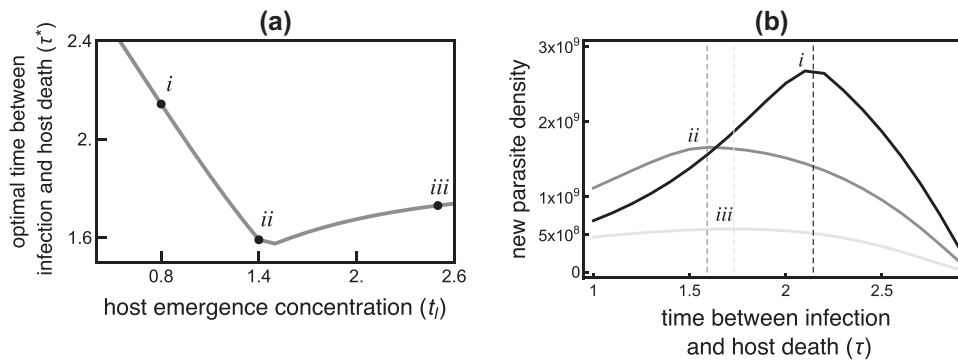 (a)
optimal time between
infection and host death (τ*)
2.4
2.
1.6
i
ii
iii
0.8
1.4
2.
2.6
host emergence concentration (tₗ)
(b)
new parasite density
3x10⁹
2x10⁹
1x10⁹
5x10⁸
0
i
ii
iii
1
1.5
2
2.5
time between infection
and host death (τ)